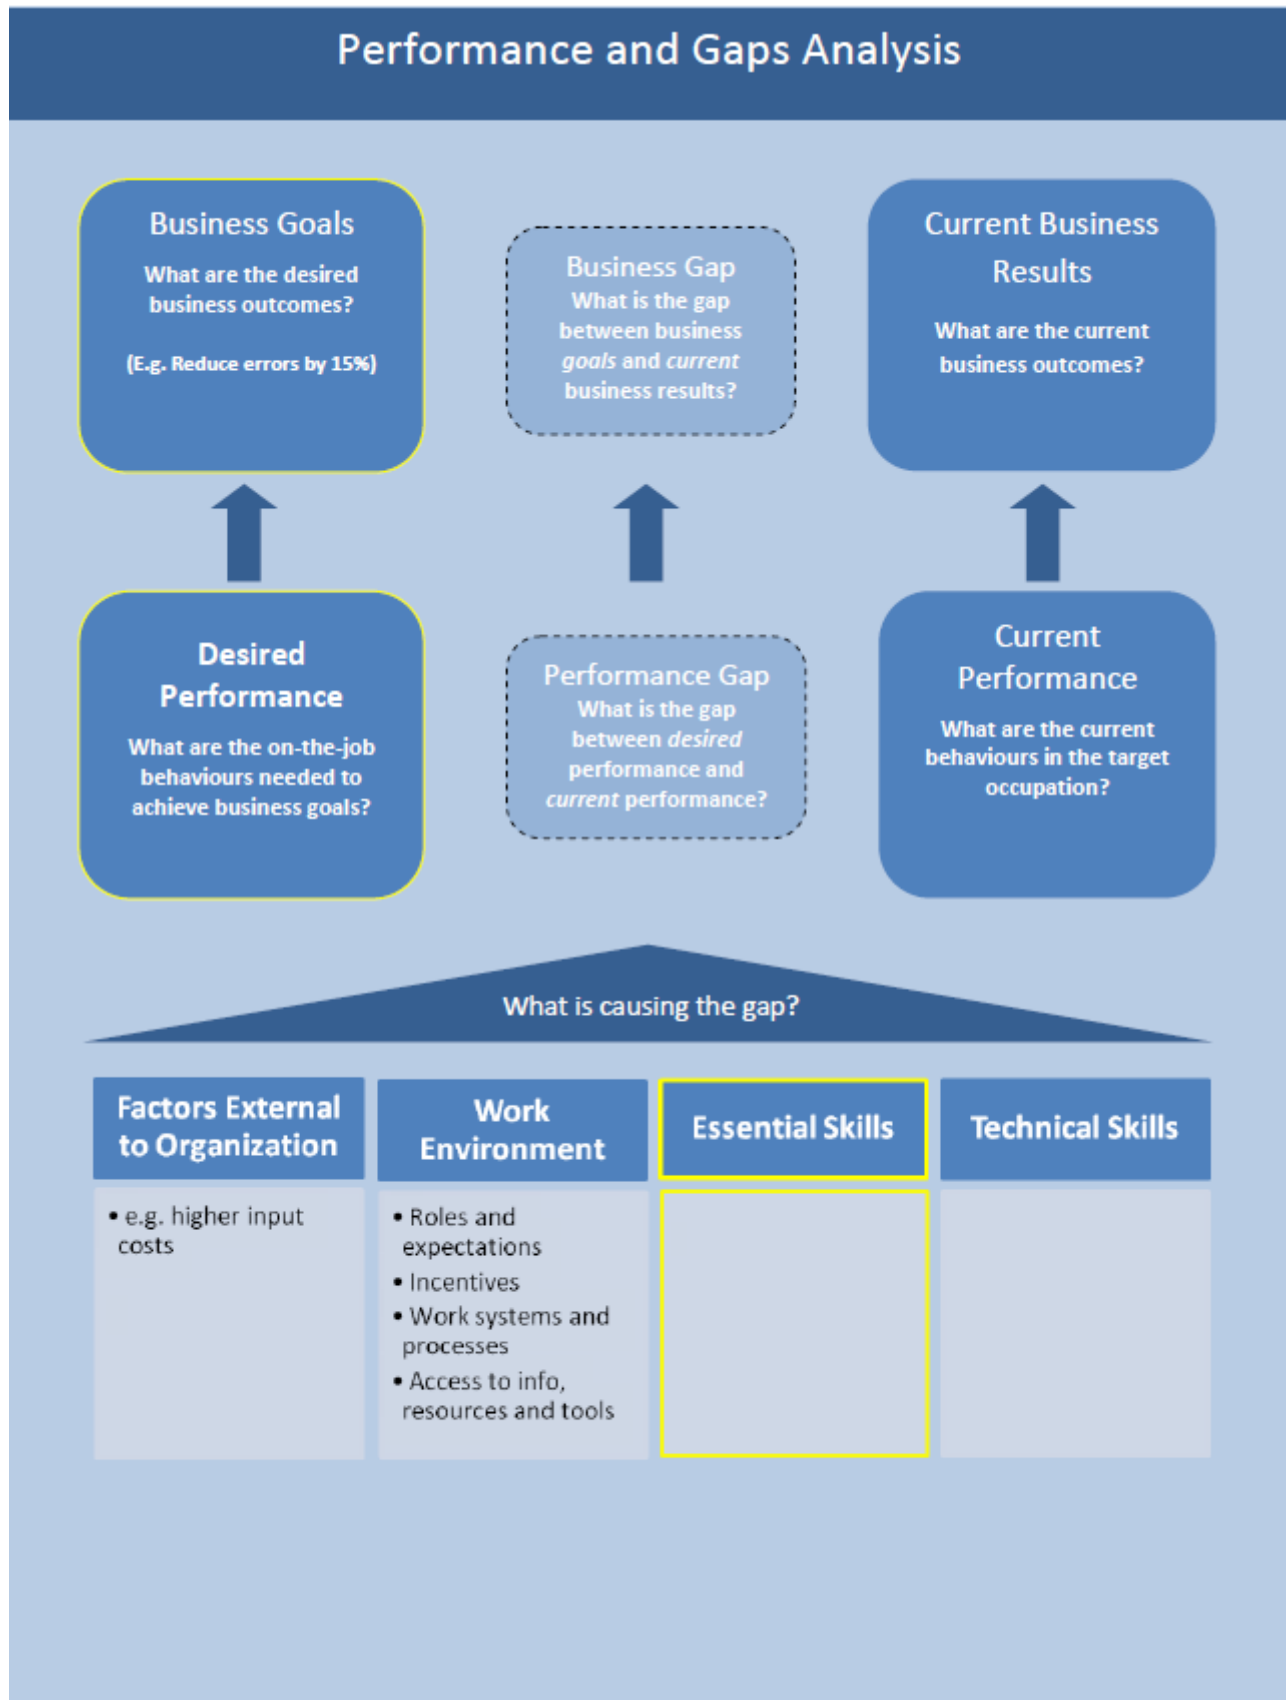 Performance and Gaps Analysis
Business Goals
What are the desired
business outcomes?
(E.g. Reduce errors by 15%)
Business Gap
What is the gap
between business
goals and current
business results?
Current Business
Results
What are the current
business outcomes?
Desired
Performance
What are the on-the-job
behaviours needed to
achieve business goals?
Performance Gap
What is the gap
between desired
performance and
current performance?
Current
Performance
What are the current
behaviours in the target
occupation?
What is causing the gap?
Factors External
to Organization
• e.g. higher input
costs
Work
Environment
• Roles and
expectations
• Incentives
• Work systems and
processes
• Access to info,
resources and tools
Essential Skills
Technical Skills